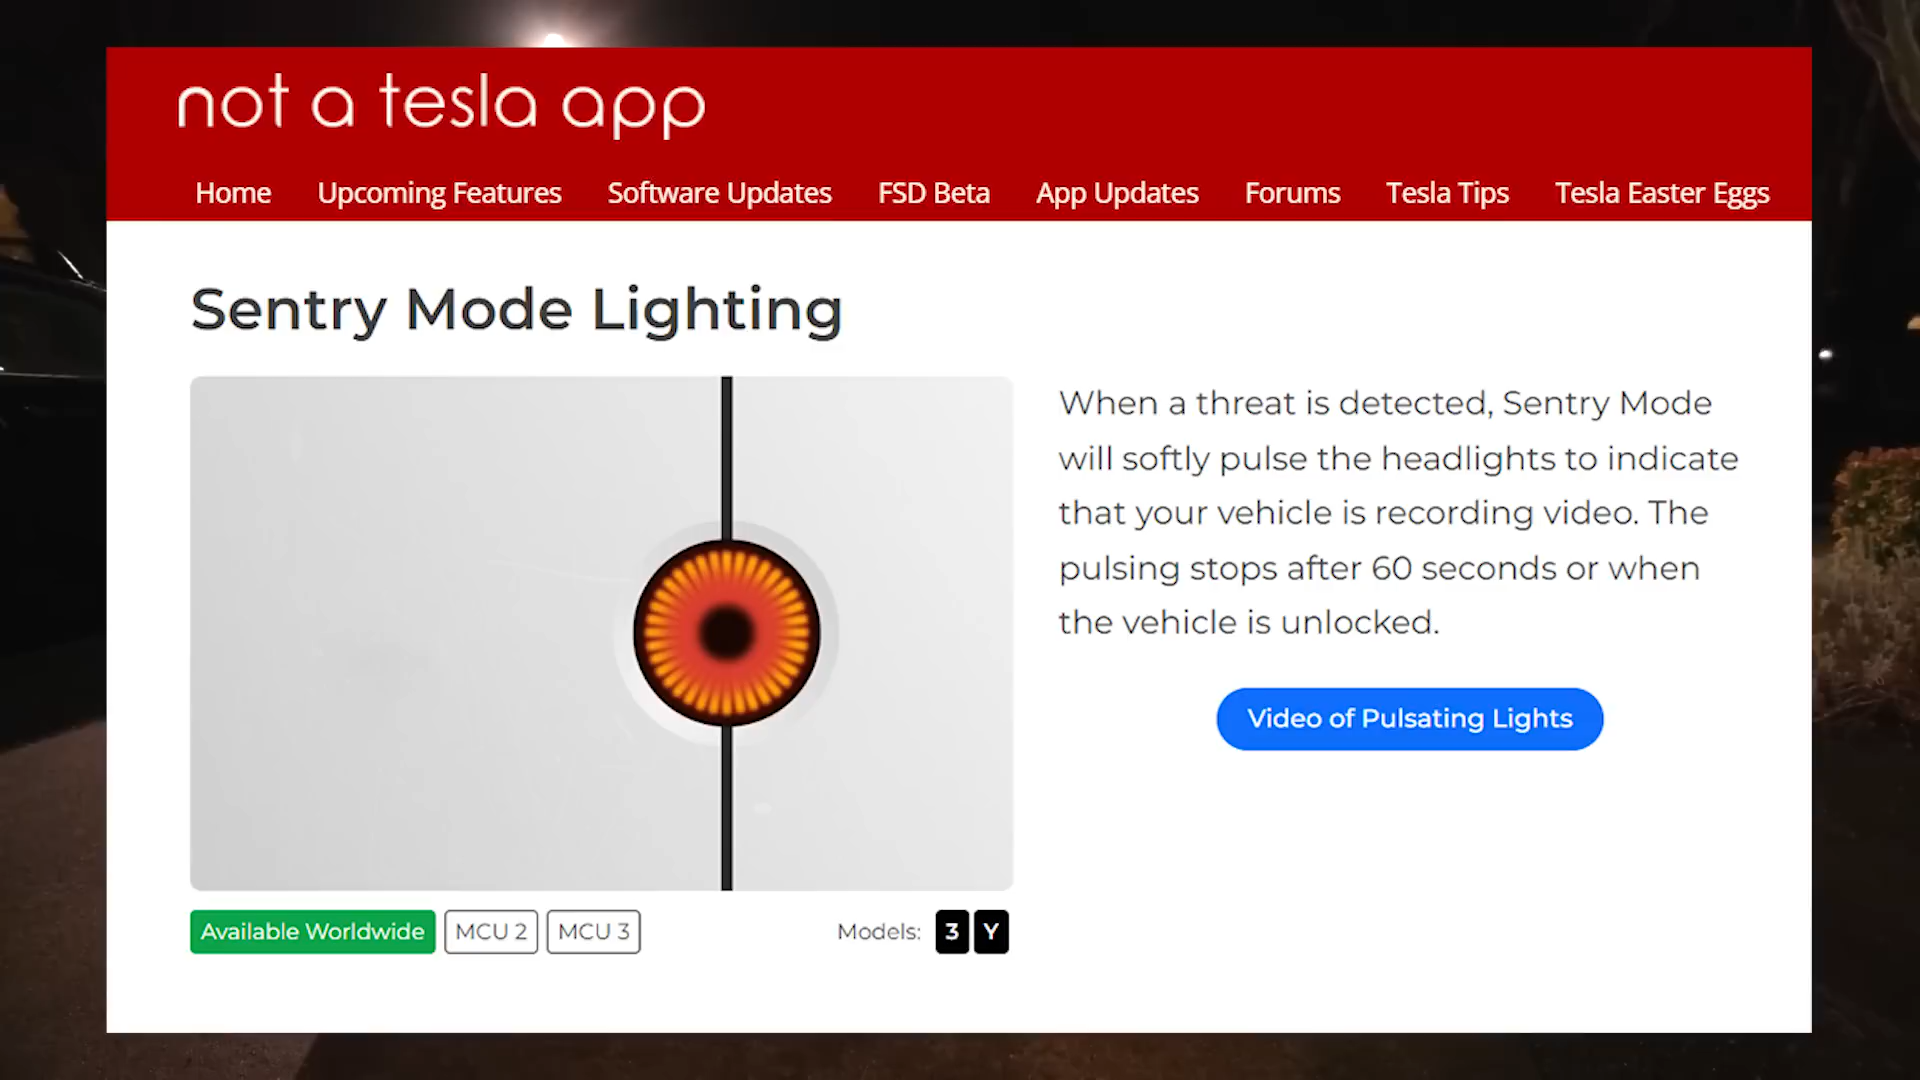 not a tesla app
Home Upcoming Features Software Updates FSD Beta App Updates Forums Tesla Tips Tesla Easter Eggs
Sentry Mode Lighting
When a threat is detected, Sentry Mode
will softly pulse the headlights to indicate
that your vehicle is recording video. The
pulsing stops after 60 seconds or when
the vehicle is unlocked.
Video of Pulsating Lights
Available Worldwide MCU 2 MCU 3 Models: 3 Y